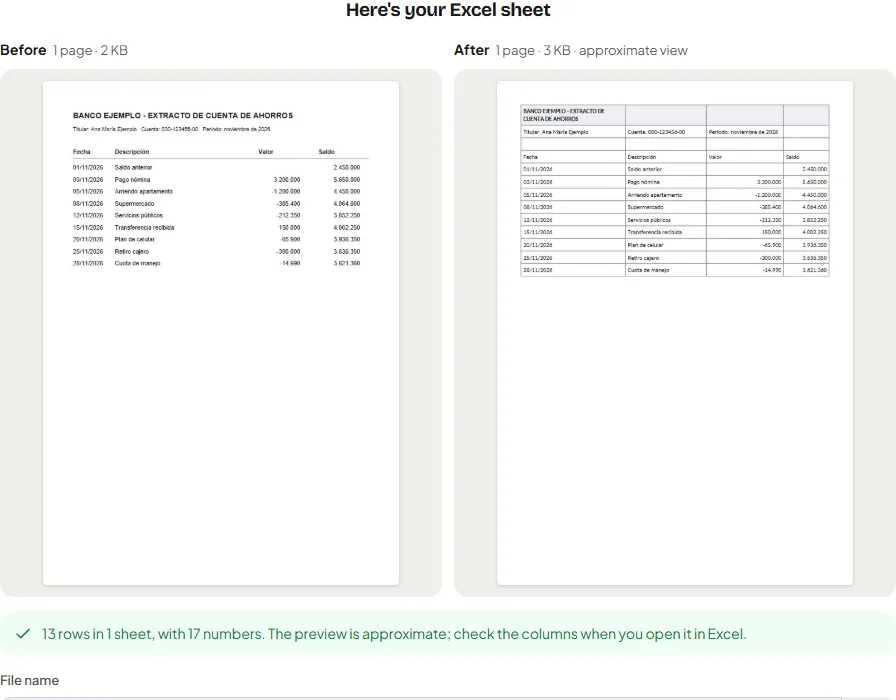 Here's your Excel sheet
Before 1 page · 2 KB
BANCO EJEMPLO - EXTRACTO DE CUENTA DE AHORROS
Titular: Ana María Ejemplo Cuenta: 000-123456-00 Periodo: noviembre de 2026
Fecha Descripción Valor Saldo
01/11/2026 Saldo anterior 2.450.000
03/11/2026 Pago nómina 3.200.000 5.650.000
05/11/2026 Arriendo apartamento -1.200.000 4.450.000
08/11/2026 Supermercado -385.400 4.064.600
12/11/2026 Servicios públicos -212.350 3.852.250
15/11/2026 Transferencia recibida 150.000 4.002.250
20/11/2026 Plan de celular -65.900 3.936.350
25/11/2026 Retiro cajero -300.000 3.636.350
28/11/2026 Cuota de manejo -14.990 3.621.360
After 1 page · 3 KB · approximate view
BANCO EJEMPLO - EXTRACTO DE
CUENTA DE AHORROS
Titular: Ana María Ejemplo Cuenta: 000-123456-00 Periodo: noviembre de 2026
Fecha Descripción Valor Saldo
01/11/2026 Saldo anterior 2.450.000
03/11/2026 Pago nómina 3.200.000 5.650.000
05/11/2026 Arriendo apartamento -1.200.000 4.450.000
08/11/2026 Supermercado -385.400 4.064.600
12/11/2026 Servicios públicos -212.350 3.852.250
15/11/2026 Transferencia recibida 150.000 4.002.250
20/11/2026 Plan de celular -65.900 3.936.350
25/11/2026 Retiro cajero -300.000 3.636.350
28/11/2026 Cuota de manejo -14.990 3.621.360
13 rows in 1 sheet, with 17 numbers. The preview is approximate; check the columns when you open it in Excel.
File name